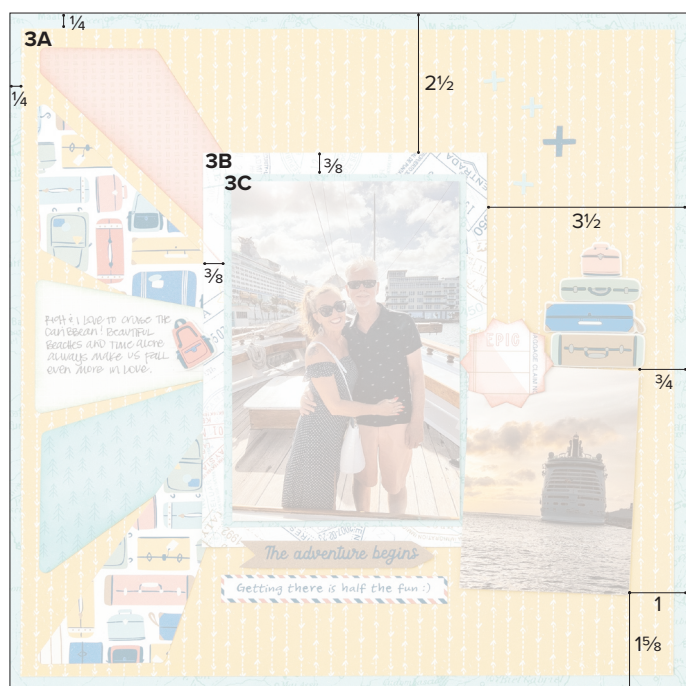 ¼
3A
¼
2½
3B
⅜
3C
ENTRADA
3½
⅜
EPIC
RICH & I LOVE TO CRUISE THE
CARIBBEAN! BEAUTIFUL
BEACHES AND TIME ALONE
ALWAYS MAKE US FALL
EVEN MORE IN LOVE.
¾
The adventure begins
Getting there is half the fun :)
1
1⅝